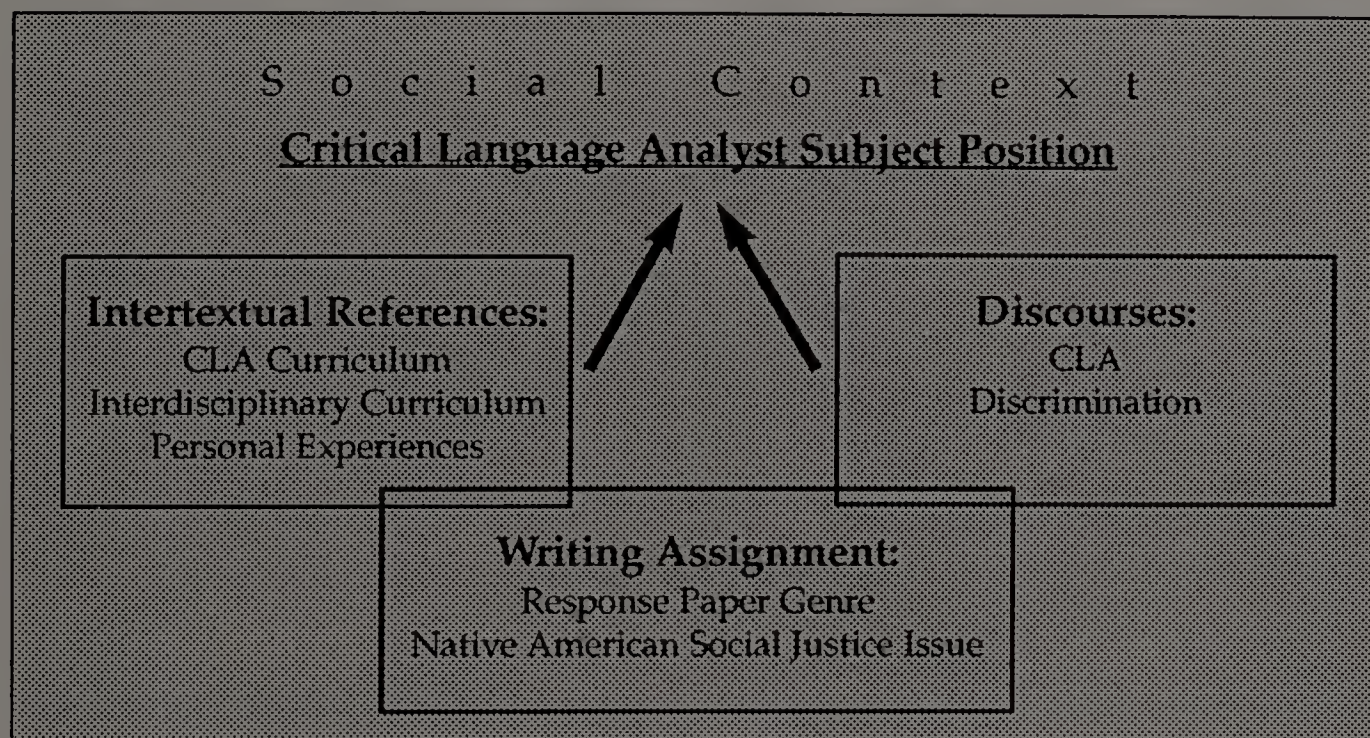 Social Context
Critical Language Analyst Subject Position
Intertextual References:
CLA Curriculum
Interdisciplinary Curriculum
Personal Experiences
Discourses:
CLA
Discrimination
Writing Assignment:
Response Paper Genre
Native American Social Justice Issue